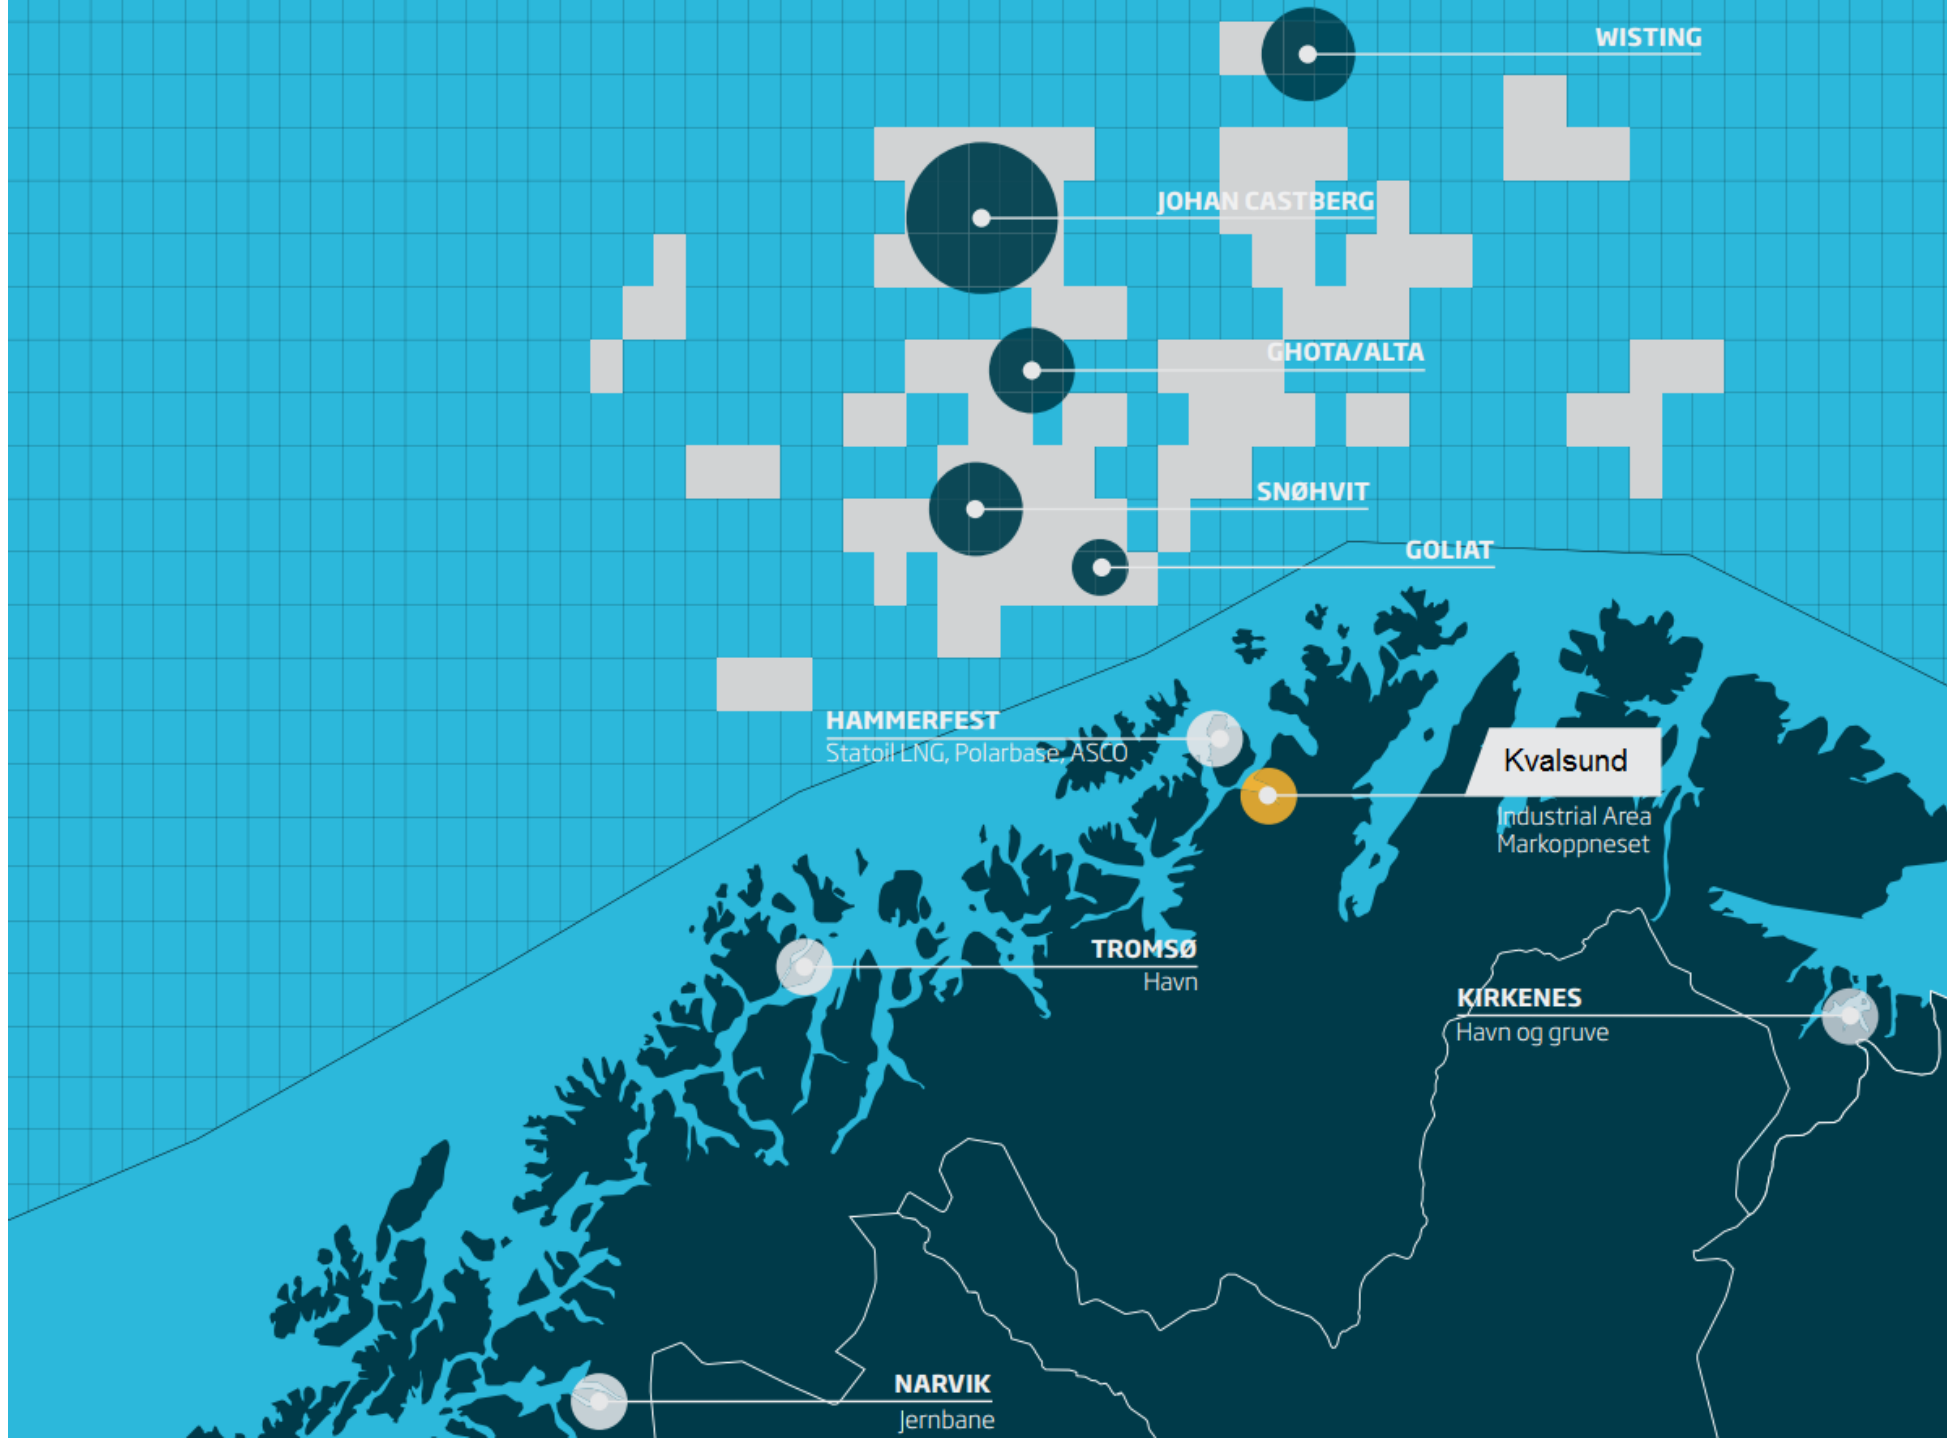 WISTING
JOHAN CASTBERG
GHOTA/ALTA
SNØHVIT
GOLIAT
HAMMERFEST
Statoil LNG, Polarbase, ASCO
Kvalsund
Industrial Area
Markoppneset
TROMSØ
Havn
KIRKENES
Havn og gruve
NARVIK
Jernbane